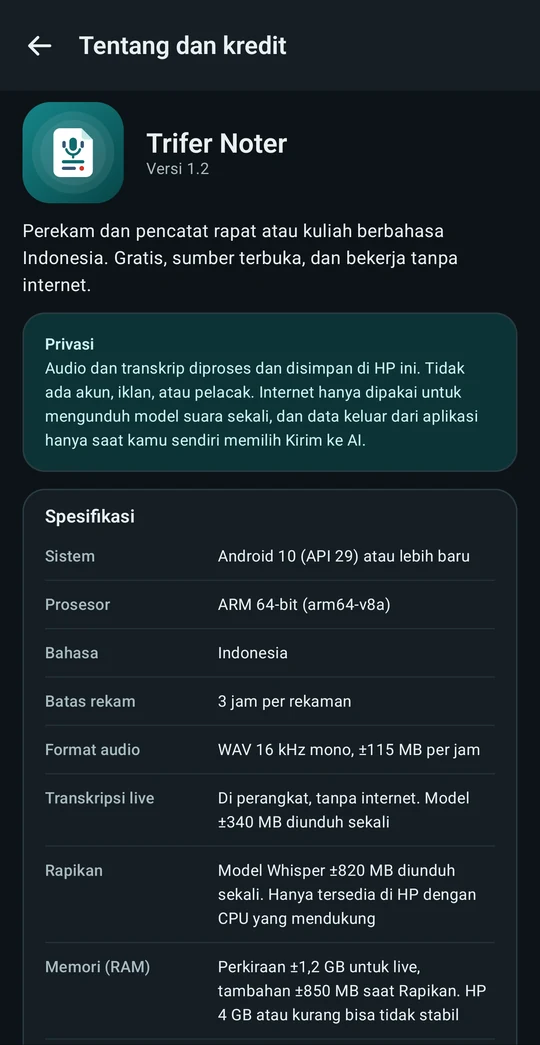 Tentang dan kredit
Trifer Noter
Versi 1.2
Perekam dan pencatat rapat atau kuliah berbahasa
Indonesia. Gratis, sumber terbuka, dan bekerja tanpa
internet.
Privasi
Audio dan transkrip diproses dan disimpan di HP ini. Tidak
ada akun, iklan, atau pelacak. Internet hanya dipakai untuk
mengunduh model suara sekali, dan data keluar dari aplikasi
hanya saat kamu sendiri memilih Kirim ke AI.
Spesifikasi
Sistem Android 10 (API 29) atau lebih baru
Prosesor ARM 64-bit (arm64-v8a)
Bahasa Indonesia
Batas rekam 3 jam per rekaman
Format audio WAV 16 kHz mono, ±115 MB per jam
Transkripsi live Di perangkat, tanpa internet. Model
±340 MB diunduh sekali
Rapikan Model Whisper ±820 MB diunduh
sekali. Hanya tersedia di HP dengan
CPU yang mendukung
Memori (RAM) Perkiraan ±1,2 GB untuk live,
tambahan ±850 MB saat Rapikan. HP
4 GB atau kurang bisa tidak stabil